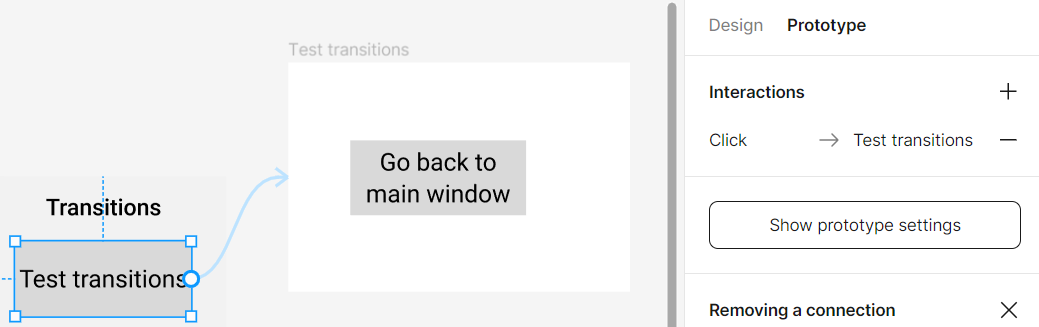 Design Prototype
Test transitions
Interactions
Click Test transitions
Go back to
main window
Transitions
Show prototype settings
Test transitions
Removing a connection